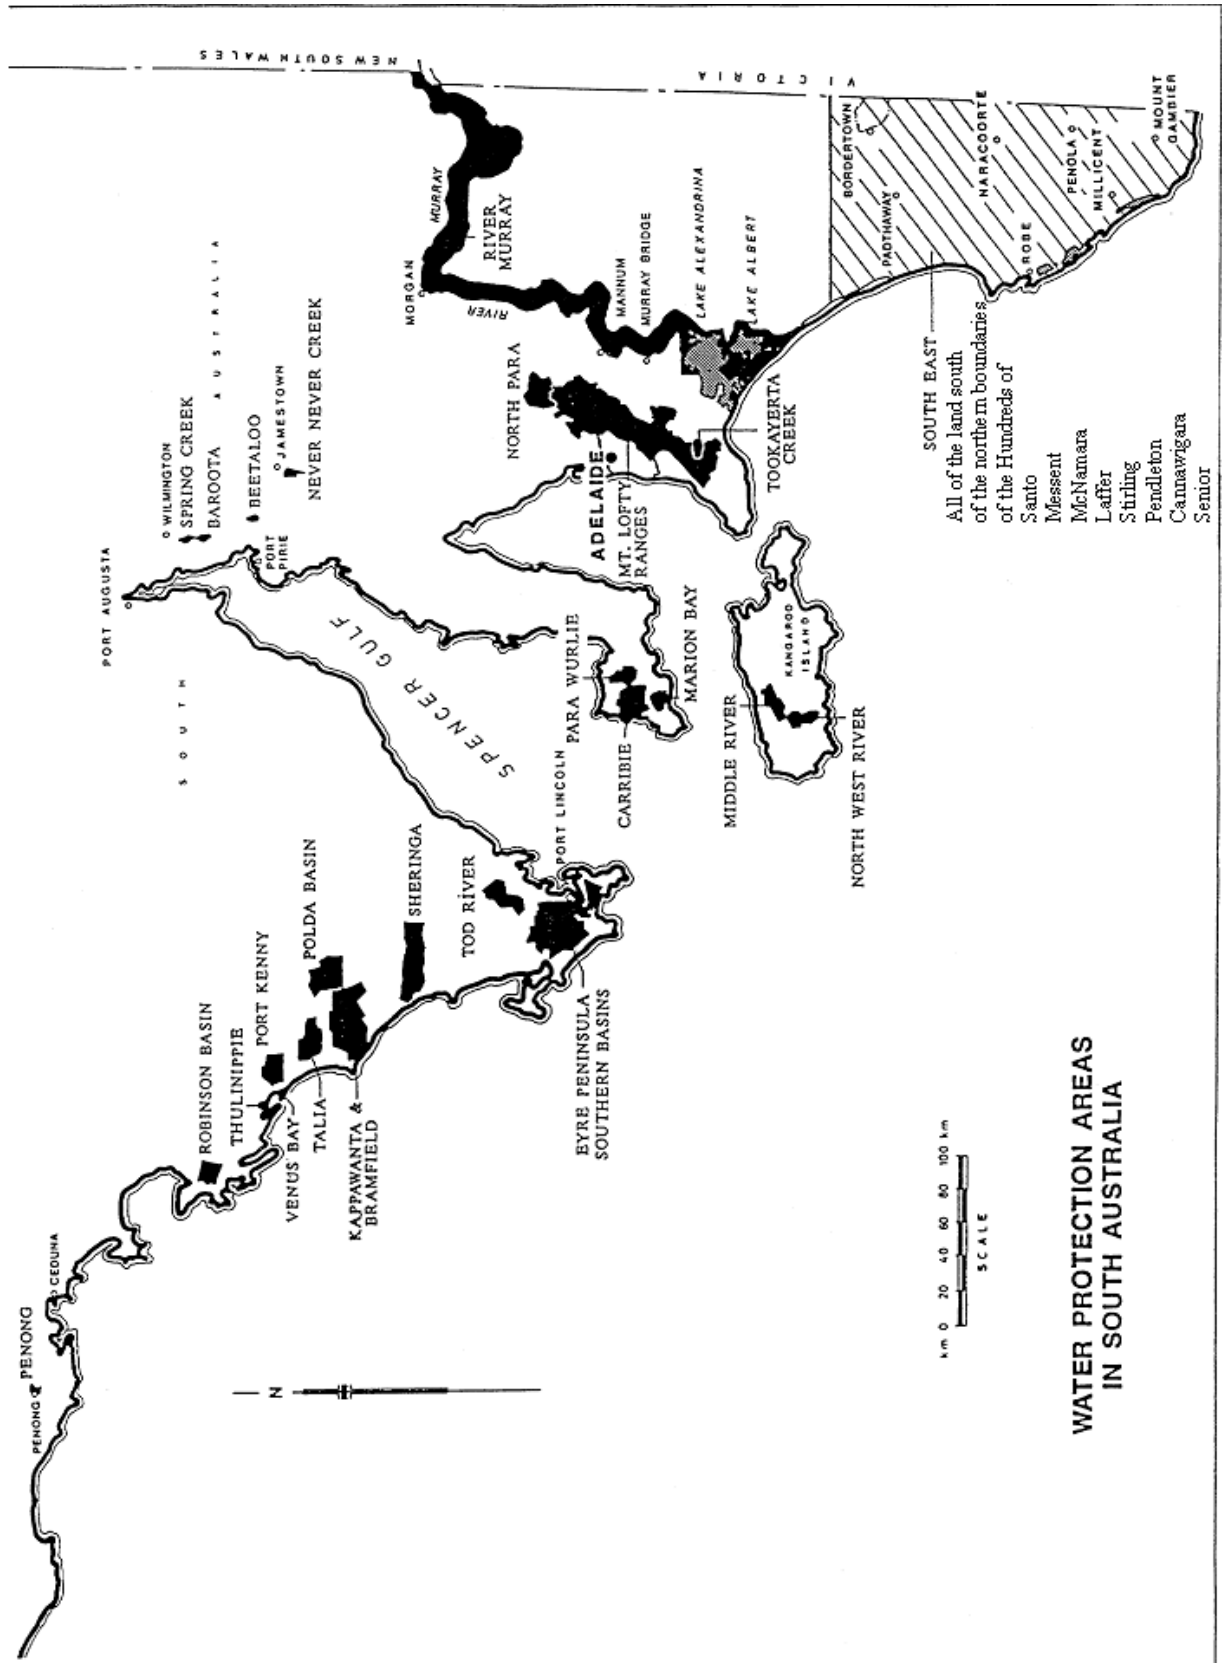 NEW SOUTH WALES
VICTORIA
SOUTH
AUSTRALIA
PENONG
PENONG
CEDUNA
PORT AUGUSTA
WILMINGTON
SPRING CREEK
BAROOTA
BEETALOO
JAMESTOWN
NEVER NEVER CREEK
PORT
PIRIE
ROBINSON BASIN
THULINIPPIE
PORT KENNY
POLDA BASIN
SHERINGA
TOD RIVER
VENUS BAY
TALIA
KAPPAWANTA &
BRAMFIELD
SPENCER GULF
PORT LINCOLN
EYRE PENINSULA
SOUTHERN BASINS
PARA WURLIE
CARRIBIE
MARION BAY
MORGAN
MURRAY
RIVER
MURRAY
RIVER
MANNUM
MURRAY BRIDGE
LAKE ALEXANDRINA
LAKE ALBERT
NORTH PARA
ADELAIDE
MT. LOFTY
RANGES
TOOKAYERTA
CREEK
MIDDLE RIVER
KANGAROO
ISLAND
NORTH WEST RIVER
BORDERTOWN
PADTHAWAY
NARACOORTE
ROBE
PENOLA
MILLICENT
MOUNT
GAMBIER
SOUTH EAST
All of the land south
of the northern boundaries
of the Hundreds of
Santo
Messent
McNamara
Laffer
Stirling
Pendleton
Cannawigara
Senior
N
km 0 20 40 60 80 100 km
SCALE
WATER PROTECTION AREAS
IN SOUTH AUSTRALIA